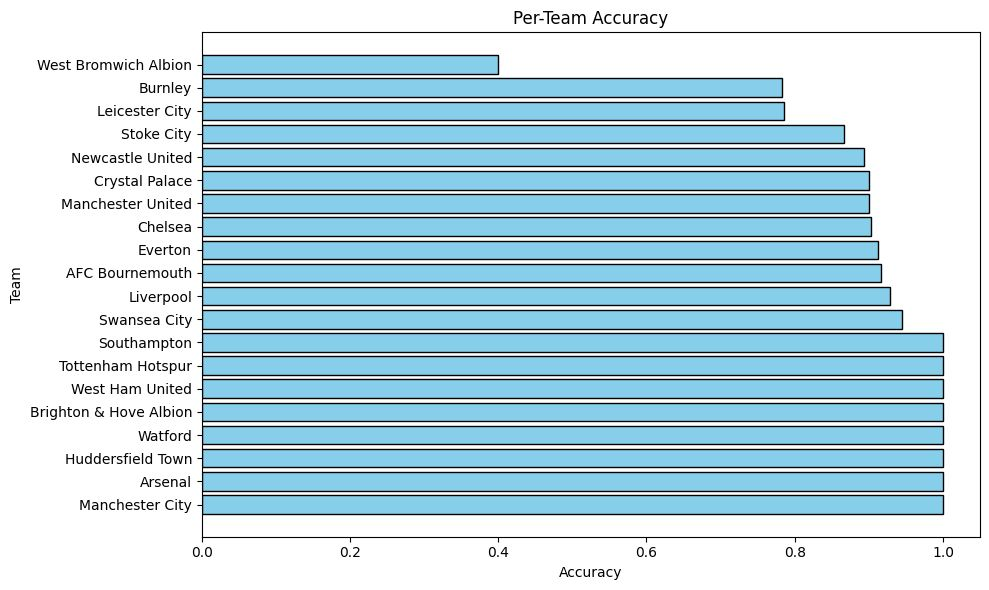 Per-Team Accuracy
West Bromwich Albion
Burnley
Leicester City
Stoke City
Newcastle United
Crystal Palace
Manchester United
Chelsea
Everton
AFC Bournemouth
Liverpool
Swansea City
Southampton
Tottenham Hotspur
West Ham United
Brighton & Hove Albion
Watford
Huddersfield Town
Arsenal
Manchester City
Team
0.0 0.2 0.4 0.6 0.8 1.0
Accuracy